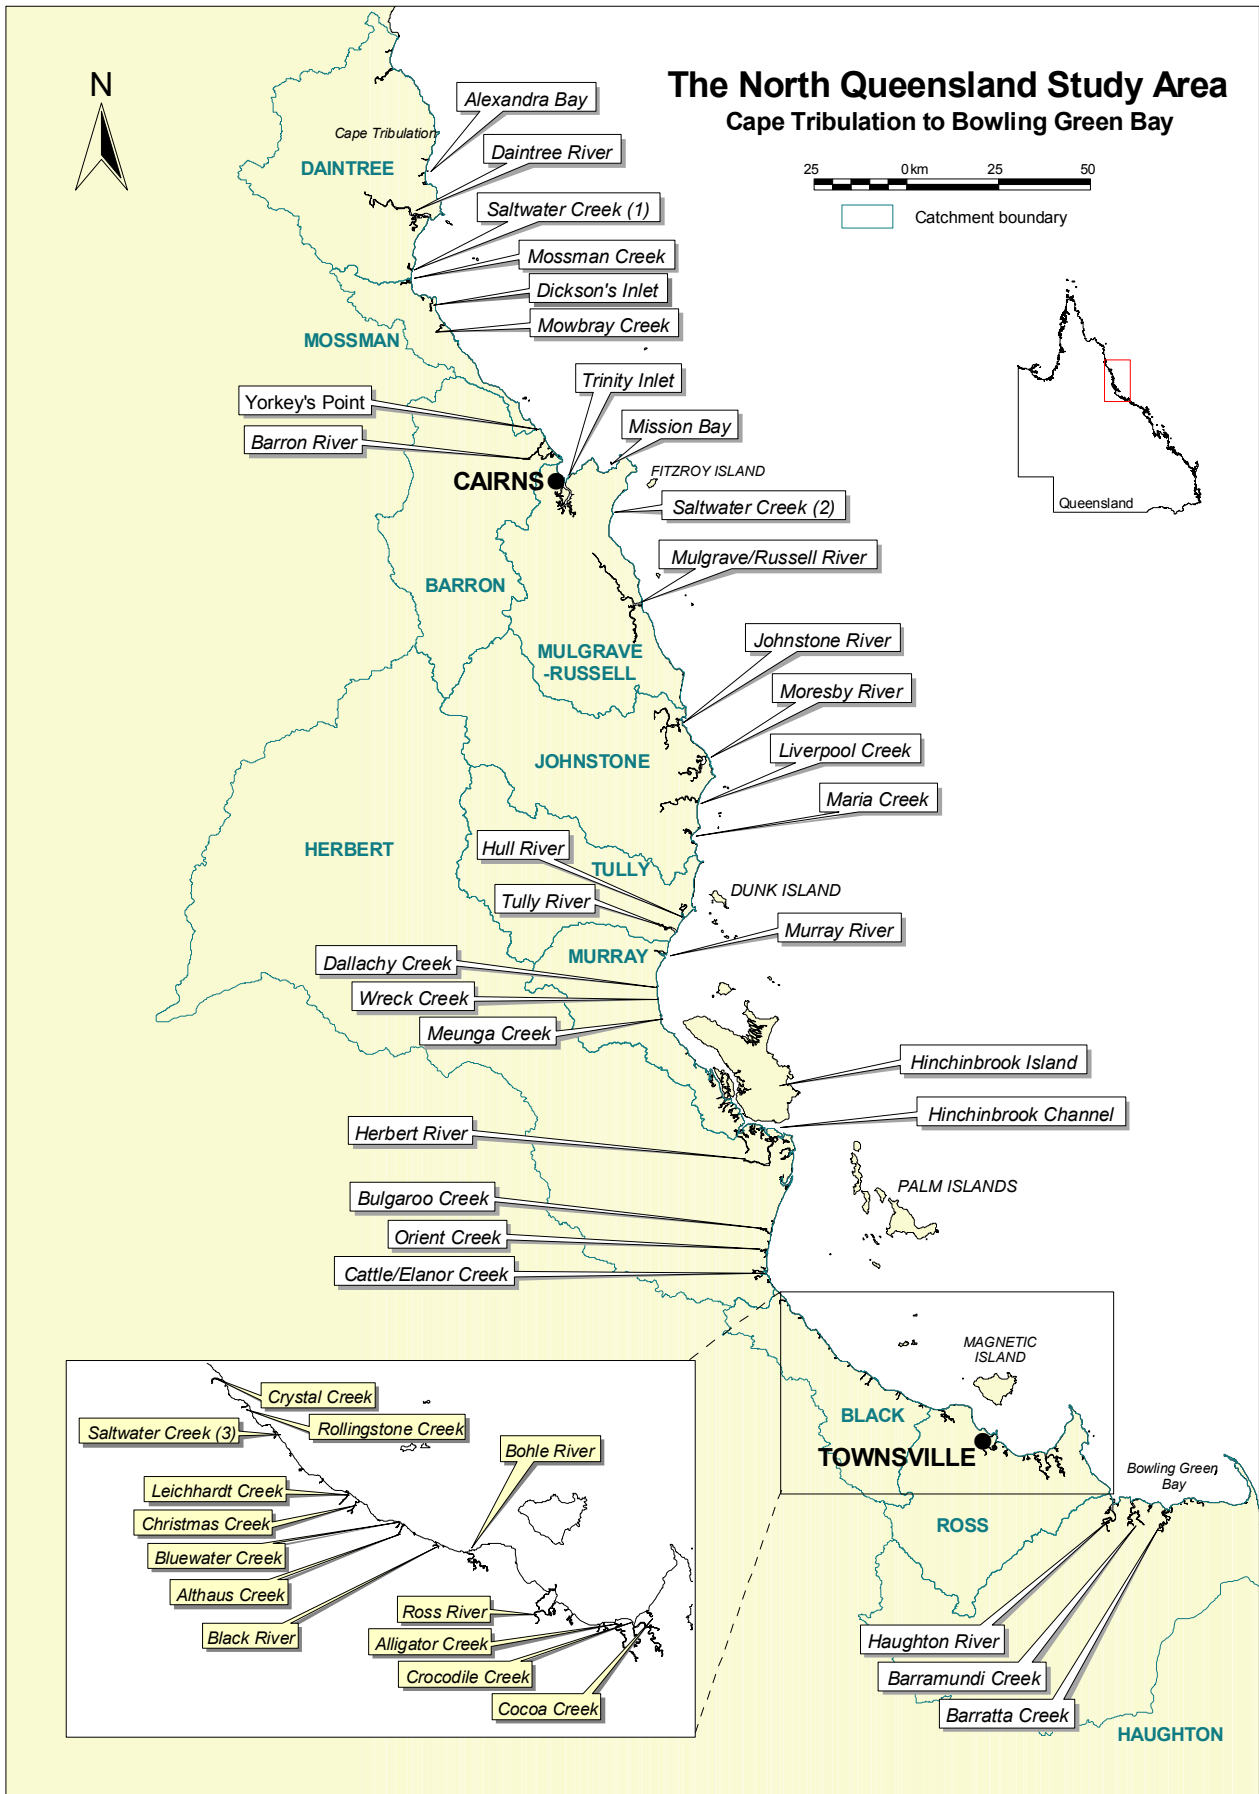 The North Queensland Study Area
Cape Tribulation to Bowling Green Bay
N
25
0 km
25
50
Catchment boundary
Alexandra Bay
Cape Tribulation
Daintree River
DAINTREE
Saltwater Creek (1)
Mossman Creek
Dickson's Inlet
Mowbray Creek
MOSSMAN
Trinity Inlet
Yorkey's Point
Mission Bay
Barron River
CAIRNS
FITZROY ISLAND
Saltwater Creek (2)
Queensland
Mulgrave/Russell River
BARRON
Johnstone River
MULGRAVE
-RUSSELL
Moresby River
Liverpool Creek
JOHNSTONE
Maria Creek
HERBERT
Hull River
TULLY
DUNK ISLAND
Tully River
Murray River
MURRAY
Dallachy Creek
Wreck Creek
Meunga Creek
Hinchinbrook Island
Hinchinbrook Channel
Herbert River
PALM ISLANDS
Bulgaroo Creek
Orient Creek
Cattle/Elanor Creek
MAGNETIC
ISLAND
BLACK
TOWNSVILLE
Bowling Green
Bay
ROSS
Haughton River
Barramundi Creek
Barratta Creek
HAUGHTON
Crystal Creek
Rollingstone Creek
Saltwater Creek (3)
Bohle River
Leichhardt Creek
Christmas Creek
Bluewater Creek
Althaus Creek
Black River
Ross River
Alligator Creek
Crocodile Creek
Cocoa Creek